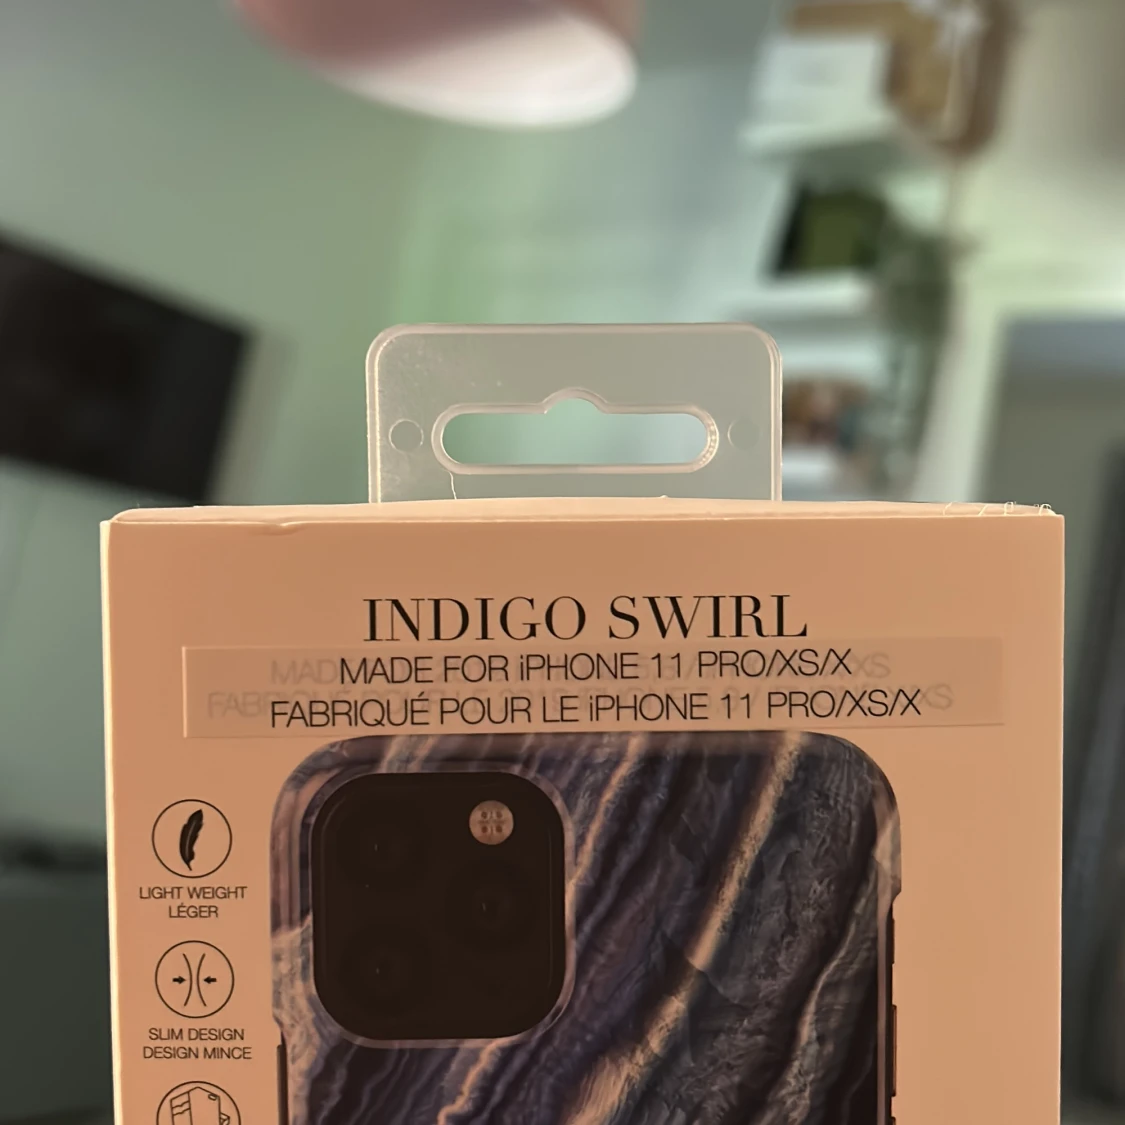 INDIGO SWIRL
MADE FOR iPHONE 11 PRO/XS/X
FABRIQUÉ POUR LE iPHONE 11 PRO/XS/X
LIGHT WEIGHT
LÉGER
SLIM DESIGN
DESIGN MINCE